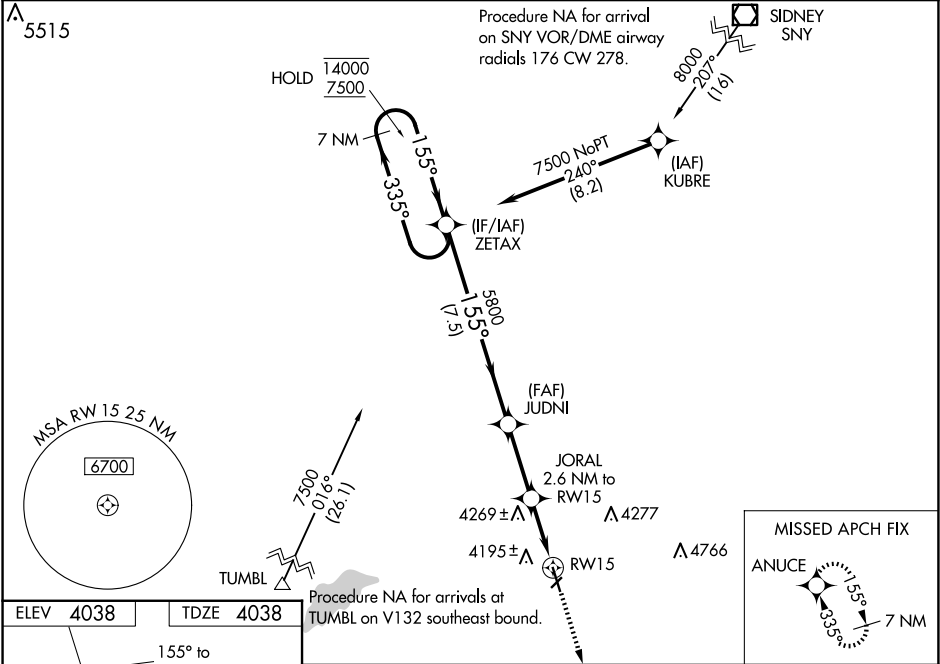 5515
Procedure NA for arrival
on SNY VOR/DME airway
radials 176 CW 278.
SIDNEY
SNY
HOLD
14000
7500
7 NM
155°
335°
8000
207°
(16)
(IAF)
KUBRE
7500 NoPT
240°
(8.2)
(IF/IAF)
ZETAX
5800
155°
(7.5)
(FAF)
JUDNI
MSA RW 15 25 NM
6700
7500
016°
(26.1)
JORAL
2.6 NM to
RW15
4269±
4277
4195±
RW15
4766
TUMBL
Procedure NA for arrivals at
TUMBL on V132 southeast bound.
MISSED APCH FIX
ANUCE
155°
335°
7 NM
ELEV 4038
TDZE 4038
155° to